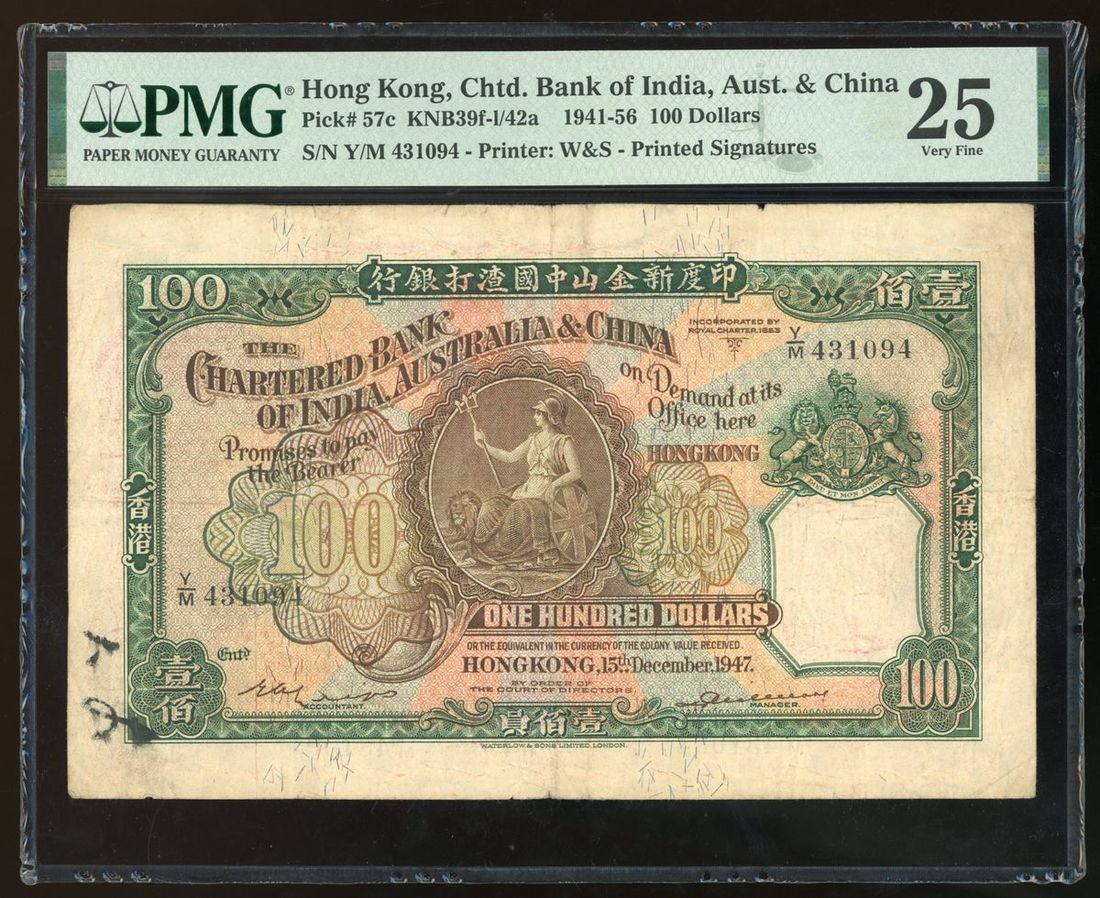 PMG®
PAPER MONEY GUARANTY
Hong Kong, Chtd. Bank of India, Aust. & China
Pick# 57c KNB39f-l/42a 1941-56 100 Dollars
S/N Y/M 431094 - Printer: W&S - Printed Signatures
25
Very Fine
行銀打渣國中山金新度印
100
佰壹
THE
CHARTERED BANK
OF INDIA, AUSTRALIA & CHINA
INCORPORATED BY
ROYAL CHARTER, 1853
Y/M 431094
Promises to pay
the Bearer
on Demand at its
Office here
HONGKONG
DIEU ET MON DROIT
100
100
香港
香港
Y/M 431094
ONE HUNDRED DOLLARS
OR THE EQUIVALENT IN THE CURRENCY OF THE COLONY VALUE RECEIVED
HONGKONG, 15th December, 1947.
BY ORDER OF
THE COURT OF DIRECTORS
Entd
ACCOUNTANT.
MANAGER.
壹佰
員佰壹
100
WATERLOW & SONS LIMITED, LONDON.